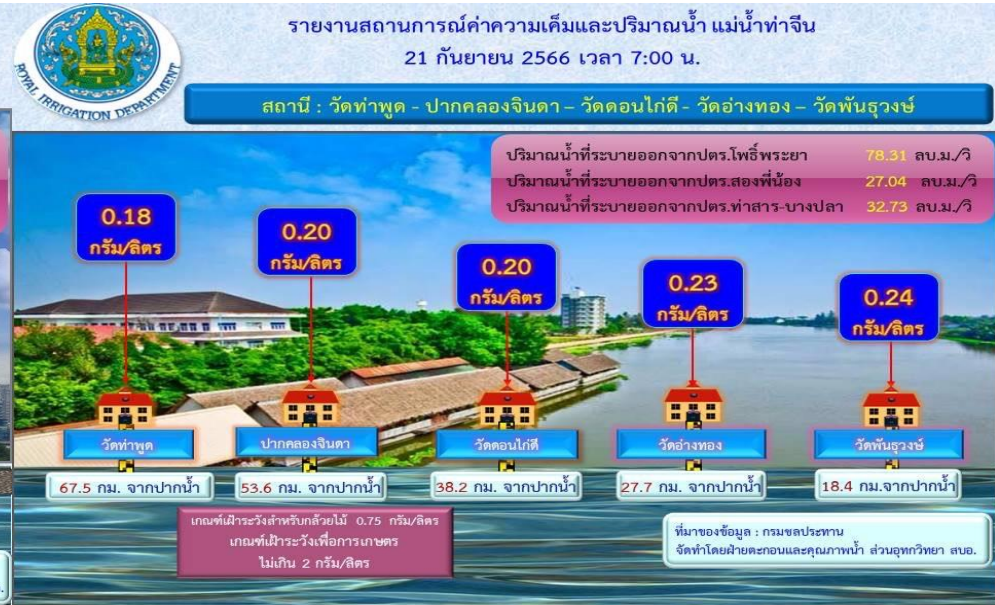 รายงานสถานการณ์ค่าความเค็มและปริมาณน้ำ แม่น้ำท่าจีน
21 กันยายน 2566 เวลา 7:00 น.
ROYAL IRRIGATION DEPARTMENT
สถานี : วัดท่าพูด - ปากคลองจินดา – วัดดอนไก่ดี - วัดอ่างทอง – วัดพันธุวงษ์
ปริมาณน้ำที่ระบายออกจากปตร.โพธิ์พระยา 78.31 ลบ.ม./วิ
ปริมาณน้ำที่ระบายออกจากปตร.สองพี่น้อง 27.04 ลบ.ม./วิ
ปริมาณน้ำที่ระบายออกจากปตร.ท่าสาร-บางปลา 32.73 ลบ.ม./วิ
0.18
กรัม/ลิตร
0.20
กรัม/ลิตร
0.20
กรัม/ลิตร
0.23
กรัม/ลิตร
0.24
กรัม/ลิตร
วัดท่าพูด
ปากคลองจินดา
วัดดอนไก่ดี
วัดอ่างทอง
วัดพันธุวงษ์
67.5 กม. จากปากน้ำ
53.6 กม. จากปากน้ำ
38.2 กม. จากปากน้ำ
27.7 กม. จากปากน้ำ
18.4 กม.จากปากน้ำ
เกณฑ์เฝ้าระวังสำหรับกล้วยไม้ 0.75 กรัม/ลิตร
เกณฑ์เฝ้าระวังเพื่อการเกษตร
ไม่เกิน 2 กรัม/ลิตร
ที่มาของข้อมูล : กรมชลประทาน
จัดทำโดยฝ่ายตะกอนและคุณภาพน้ำ ส่วนอุทกวิทยา สบอ.